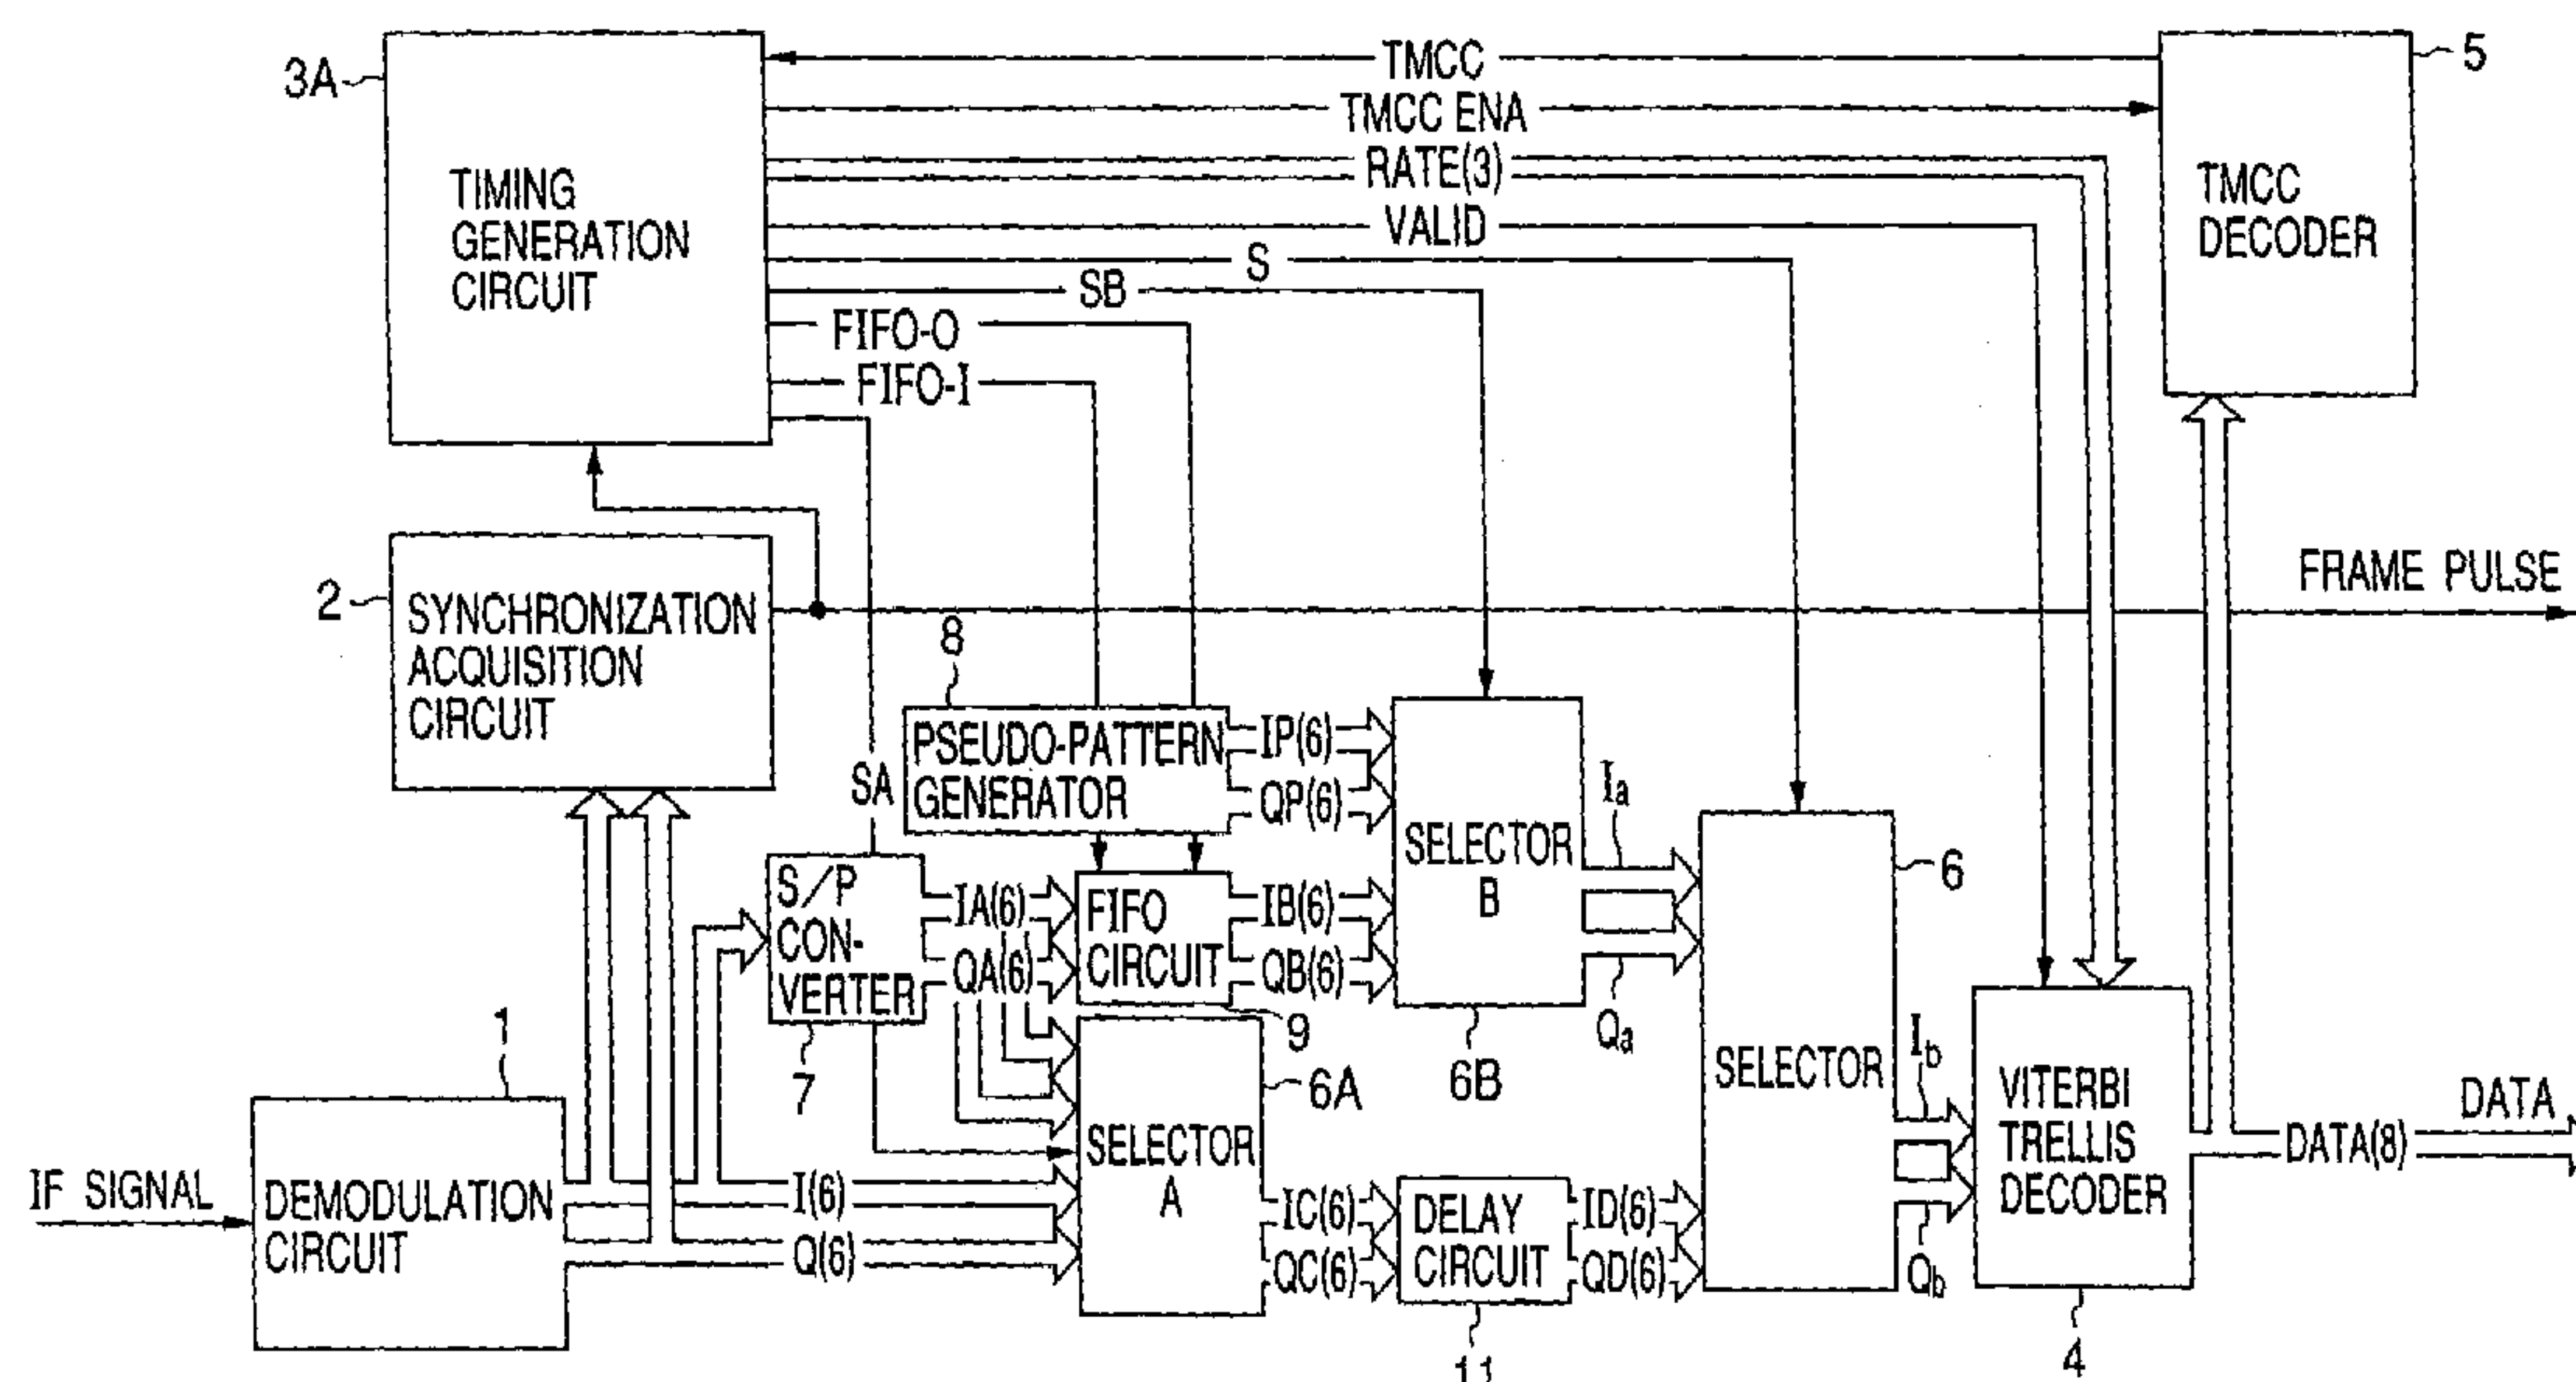 3A
TIMING
GENERATION
CIRCUIT
TMCC
TMCC ENA
RATE(3)
VALID
S
SB
FIFO-O
FIFO-I
5
TMCC
DECODER
2
SYNCHRONIZATION
ACQUISITION
CIRCUIT
FRAME PULSE
8
PSEUDO-PATTERN
GENERATOR
SA
IP(6)
QP(6)
SELECTOR
B
6B
Ia
Qa
S/P
CON-
VERTER
7
IA(6)
QA(6)
FIFO
CIRCUIT
9
IB(6)
QB(6)
6
SELECTOR
Ib
Qb
1
IF SIGNAL
DEMODULATION
CIRCUIT
I(6)
Q(6)
SELECTOR
A
6A
IC(6)
QC(6)
DELAY
CIRCUIT
11
ID(6)
QD(6)
VITERBI
TRELLIS
DECODER
4
DATA(8)
DATA